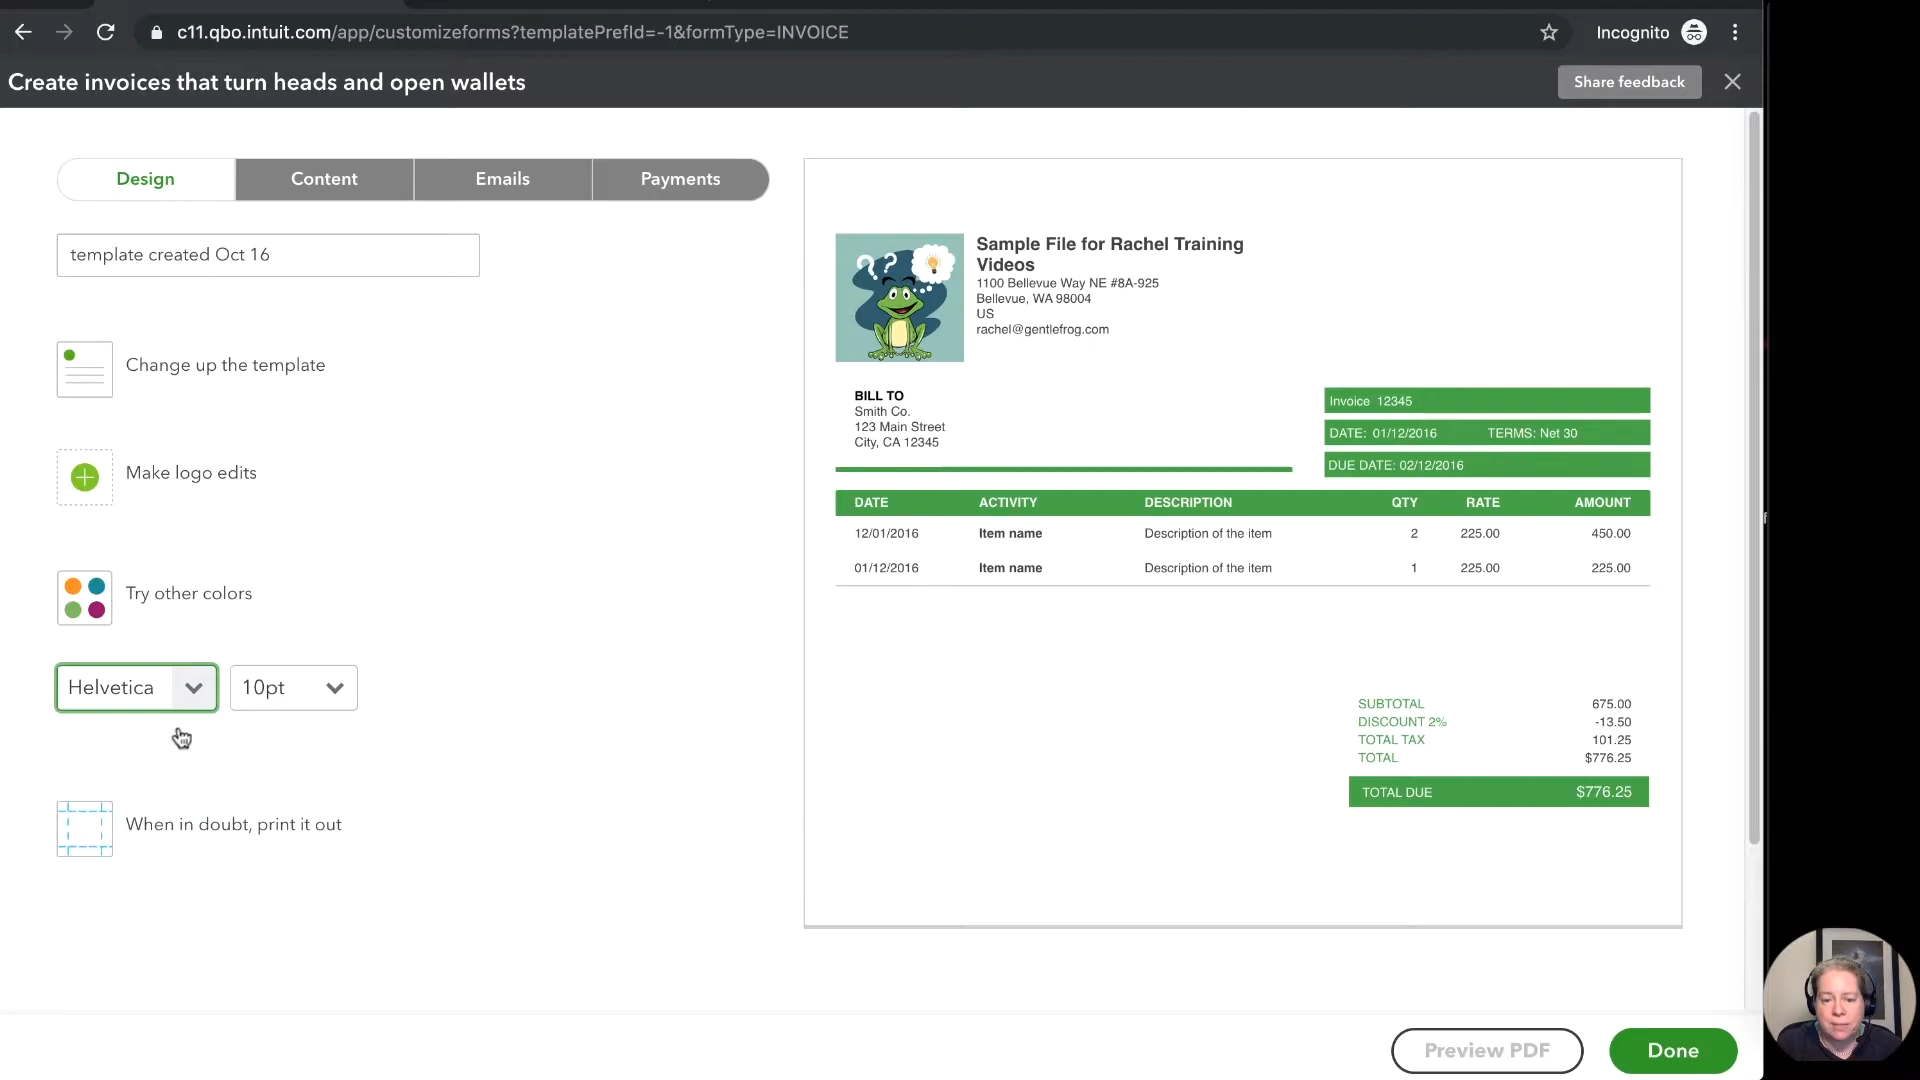 c11.qbo.intuit.com/app/customizeforms?templatePrefId=-1&formType=INVOICE
Incognito
Create invoices that turn heads and open wallets
Share feedback
Design
Content
Emails
Payments
template created Oct 16
Change up the template
Make logo edits
Try other colors
Helvetica
10pt
When in doubt, print it out
? ?
Sample File for Rachel Training
Videos
1100 Bellevue Way NE #8A-925
Bellevue, WA 98004
US
rachel@gentlefrog.com
BILL TO
Smith Co.
123 Main Street
City, CA 12345
Invoice 12345
DATE: 01/12/2016 TERMS: Net 30
DUE DATE: 02/12/2016
DATE ACTIVITY DESCRIPTION QTY RATE AMOUNT
12/01/2016 Item name Description of the item 2 225.00 450.00
01/12/2016 Item name Description of the item 1 225.00 225.00
SUBTOTAL 675.00
DISCOUNT 2% -13.50
TOTAL TAX 101.25
TOTAL $776.25
TOTAL DUE $776.25
Preview PDF
Done